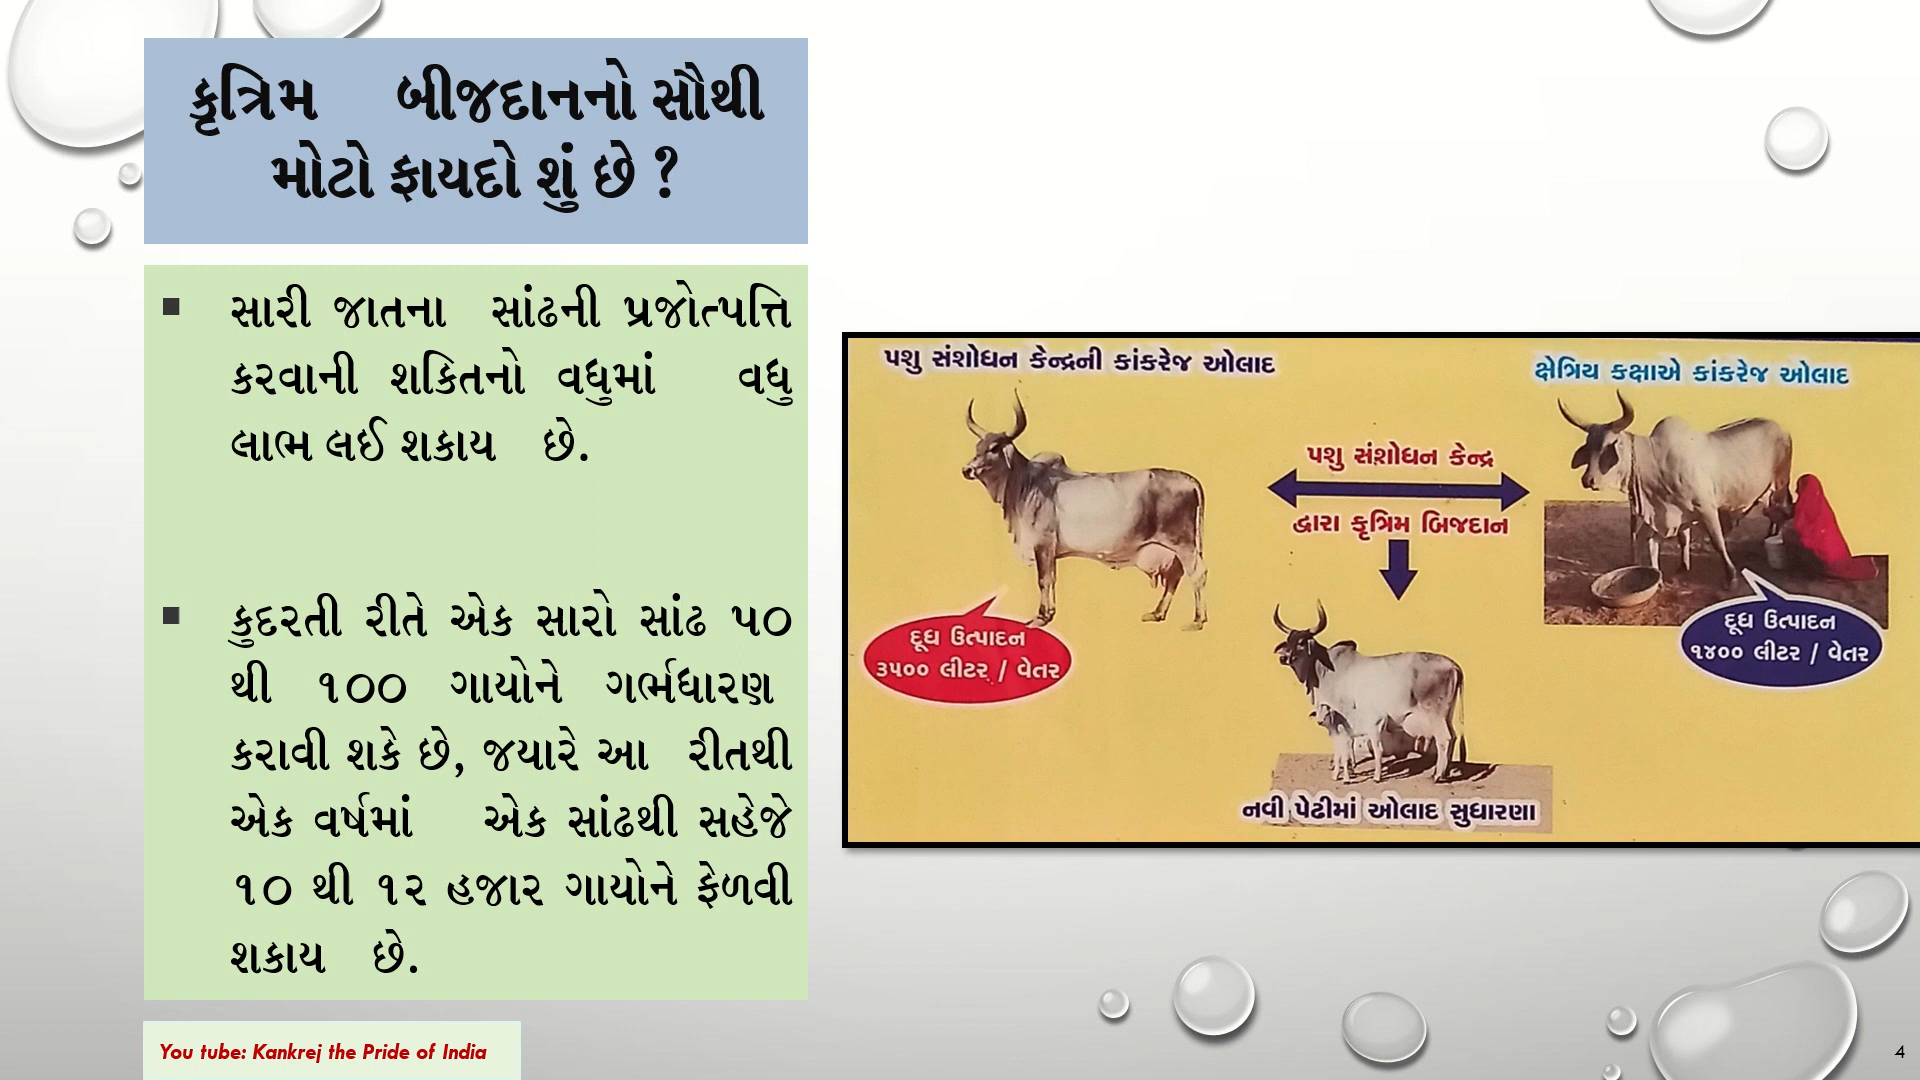 કૃત્રિમ બીજદાનનો સૌથી
મોટો ફાયદો શું છે ?
▪ સારી જાતના સાંઢની પ્રજોત્પત્તિ
કરવાની શકિતનો વધુમાં વધુ
લાભ લઈ શકાય છે.
▪ કુદરતી રીતે એક સારો સાંઢ ૫૦
થી ૧૦૦ ગાયોને ગર્ભધારણ
કરાવી શકે છે, જયારે આ રીતથી
એક વર્ષમાં એક સાંઢથી સહેજે
૧૦ થી ૧૨ હજાર ગાયોને ફેળવી
શકાય છે.
પશુ સંશોધન કેન્દ્રની કાંકરેજ ઓલાદ
ક્ષેત્રિય કક્ષાએ કાંકરેજ ઓલાદ
પશુ સંશોધન કેન્દ્ર
દ્વારા કૃત્રિમ બિજદાન
દૂધ ઉત્પાદન
૩૫૦૦ લીટર / વેતર
દૂધ ઉત્પાદન
૧૪૦૦ લીટર / વેતર
નવી પેઢીમાં ઓલાદ સુધારણા
You tube: Kankrej the Pride of India
4